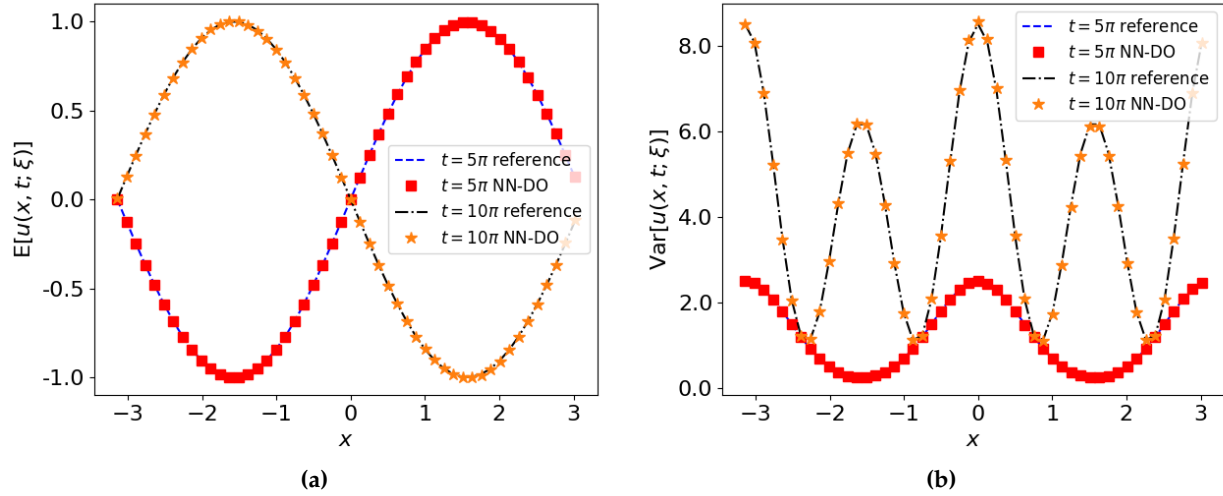 1.0
0.5
0.0
-0.5
-1.0
E[u(x, t; ξ)]
t = 5π reference
t = 5π NN-DO
t = 10π reference
t = 10π NN-DO
−3 −2 −1 0 1 2 3
x
(a)
8.0
6.0
4.0
2.0
0.0
Var[u(x, t; ξ)]
t = 5π reference
t = 5π NN-DO
t = 10π reference
t = 10π NN-DO
−3 −2 −1 0 1 2 3
x
(b)